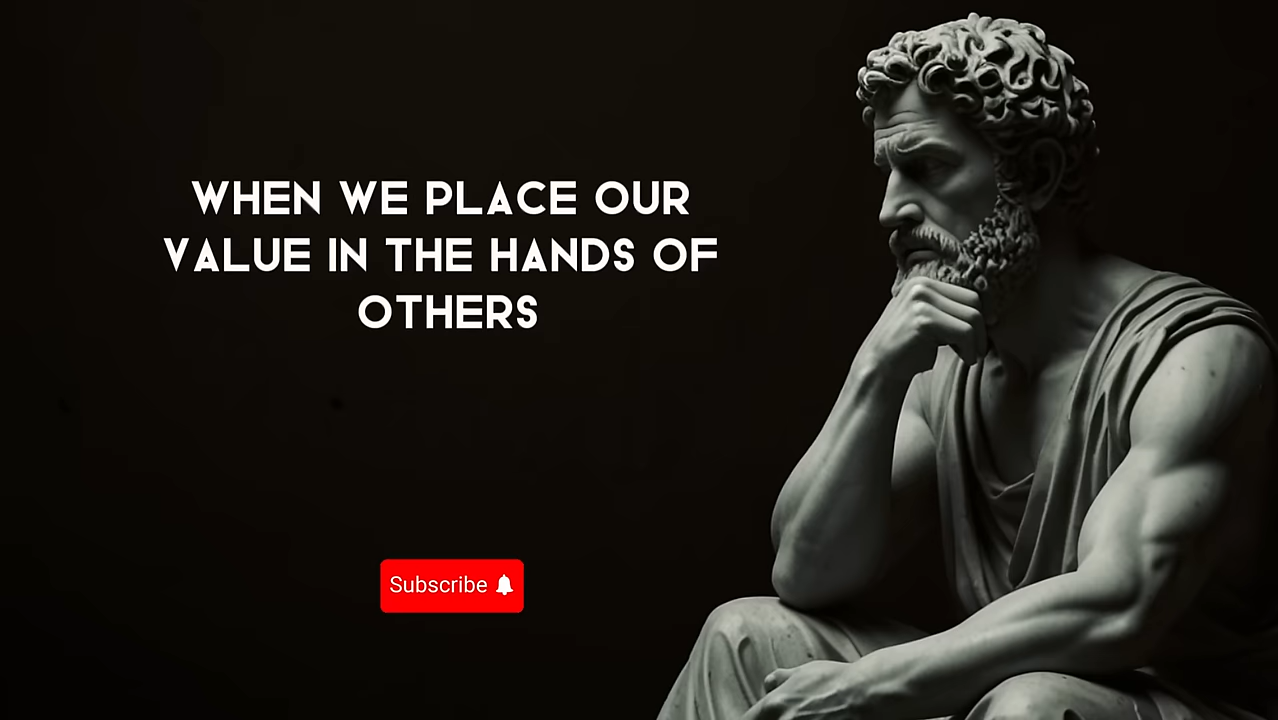 WHEN WE PLACE OUR
VALUE IN THE HANDS OF
OTHERS
Subscribe